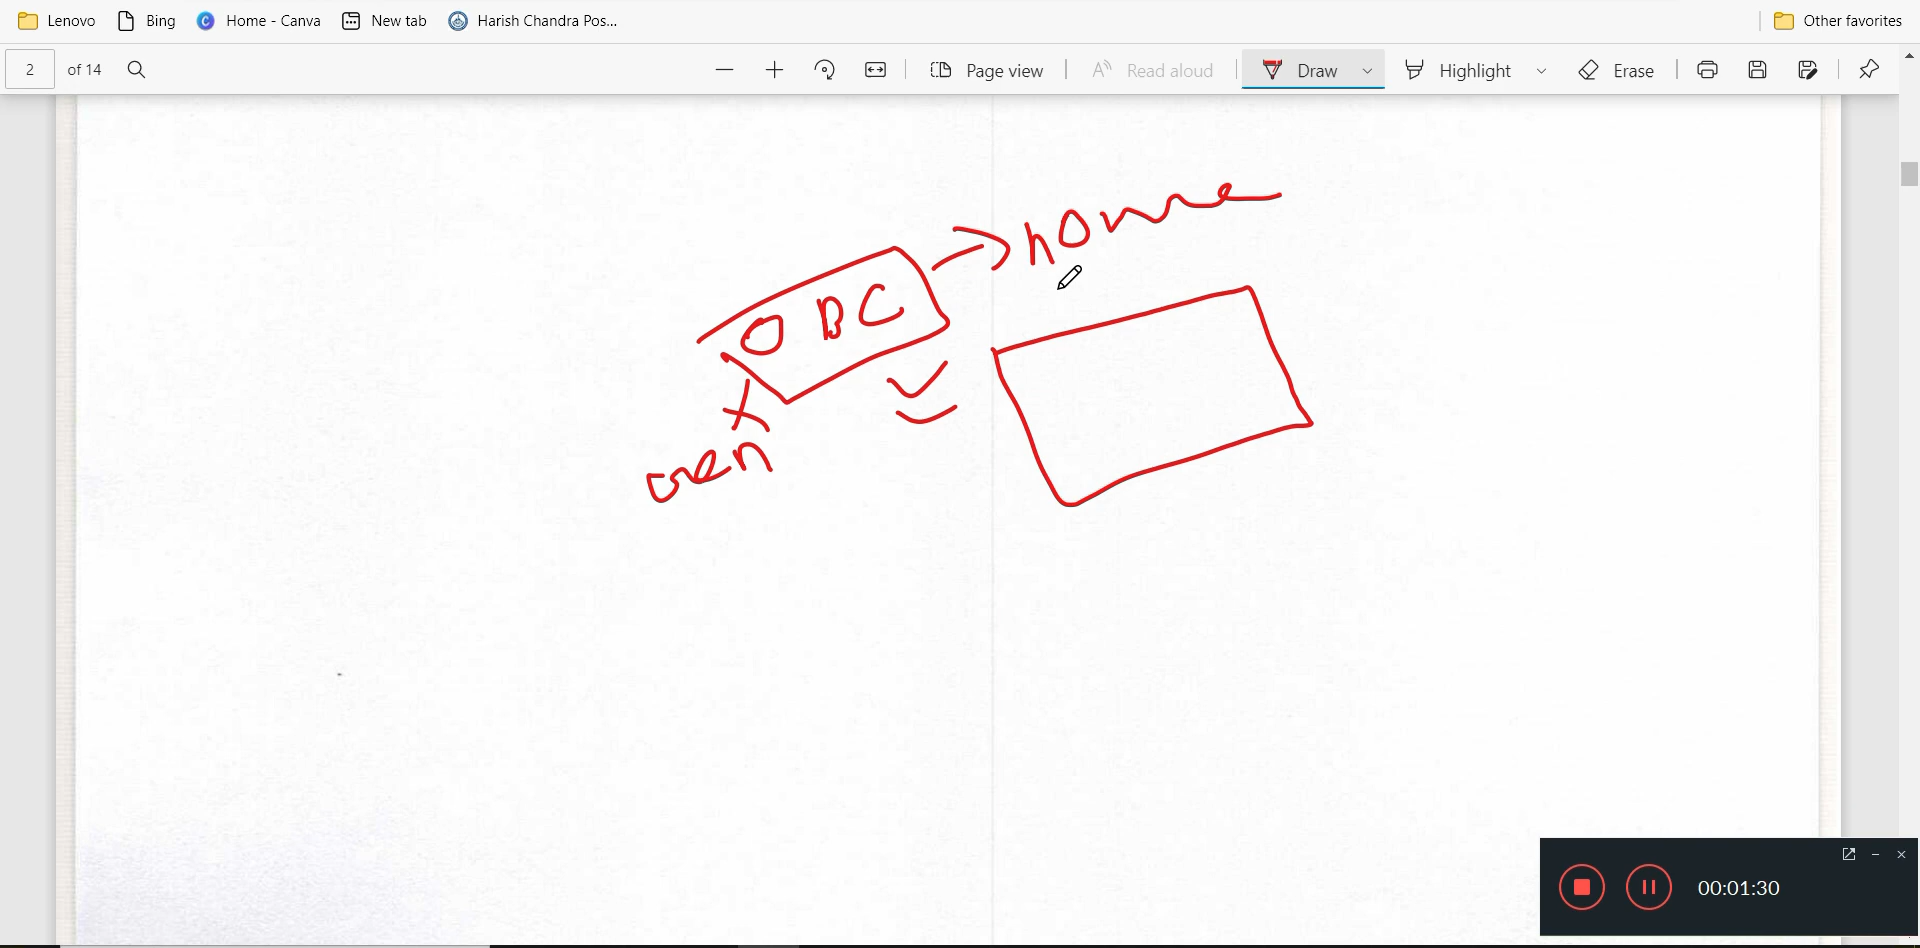 Lenovo Bing Home - Canva New tab Harish Chandra Pos... Other favorites
2 of 14 Page view Read aloud Draw Highlight Erase
home
OBC
00:01:30